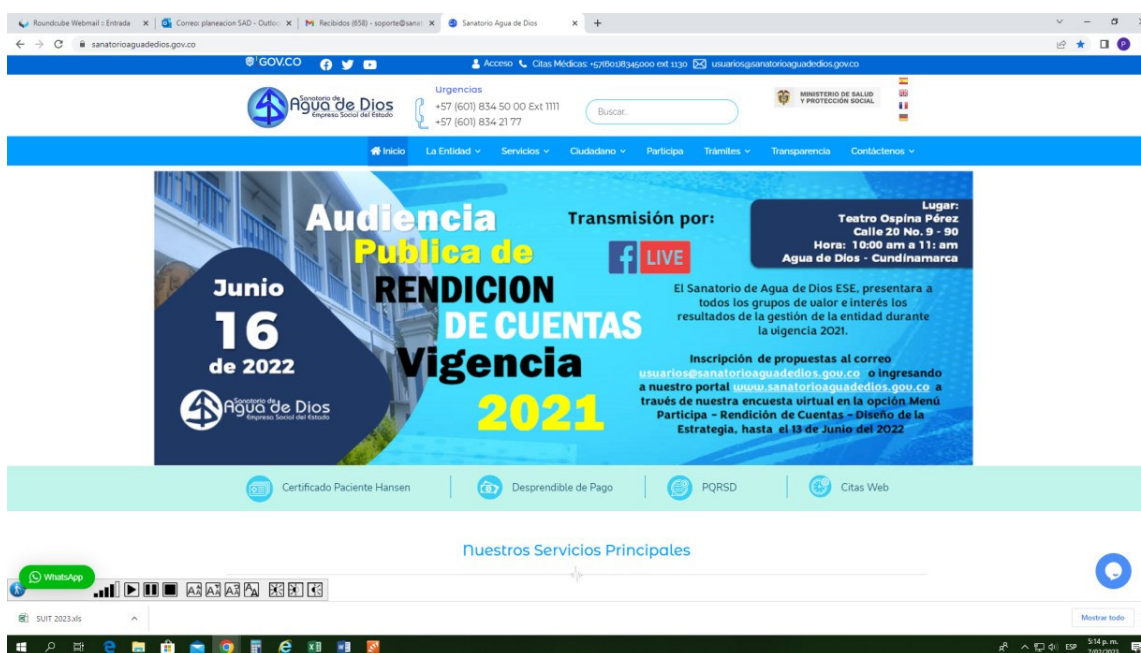 Roundcube Webmail :: Entrada
Correo: planeacion SAD - Outlo
Recibidos (658) - soporte@sanat
Sanatorio Agua de Dios
sanatorioaguadedios.gov.co
GOV.CO
Acceso
Citas Médicas: +57(601)8345000 ext 1130
usuarios@sanatorioaguadedios.gov.co
Sanatorio de
Agua de Dios
Empresa Social del Estado
Urgencias
+57 (601) 834 50 00 Ext 1111
+57 (601) 834 21 77
Buscar..
MINISTERIO DE SALUD
Y PROTECCIÓN SOCIAL
Inicio
La Entidad
Servicios
Ciudadano
Participa
Trámites
Transparencia
Contáctenos
Audiencia
Publica de
RENDICION
DE CUENTAS
Vigencia
2021
Junio
16
de 2022
Sanatorio de
Agua de Dios
Empresa Social del Estado
Transmisión por:
f LIVE
Lugar:
Teatro Ospina Pérez
Calle 20 No. 9 - 90
Hora: 10:00 am a 11: am
Agua de Dios - Cundinamarca
El Sanatorio de Agua de Dios ESE, presentara a
todos los grupos de valor e interés los
resultados de la gestión de la entidad durante
la vigencia 2021.
Inscripción de propuestas al correo
usuarios@sanatorioaguadedios.gov.co o ingresando
a nuestro portal www.sanatorioaguadedios.gov.co a
través de nuestra encuesta virtual en la opción Menú
Participa - Rendición de Cuentas - Diseño de la
Estrategia, hasta el 13 de Junio del 2022
Certificado Paciente Hansen
Desprendible de Pago
PQRSD
Citas Web
Nuestros Servicios Principales
WhatsApp
SUIT 2023.xls
Mostrar todo
ESP
5:14 p. m.
7/02/2023